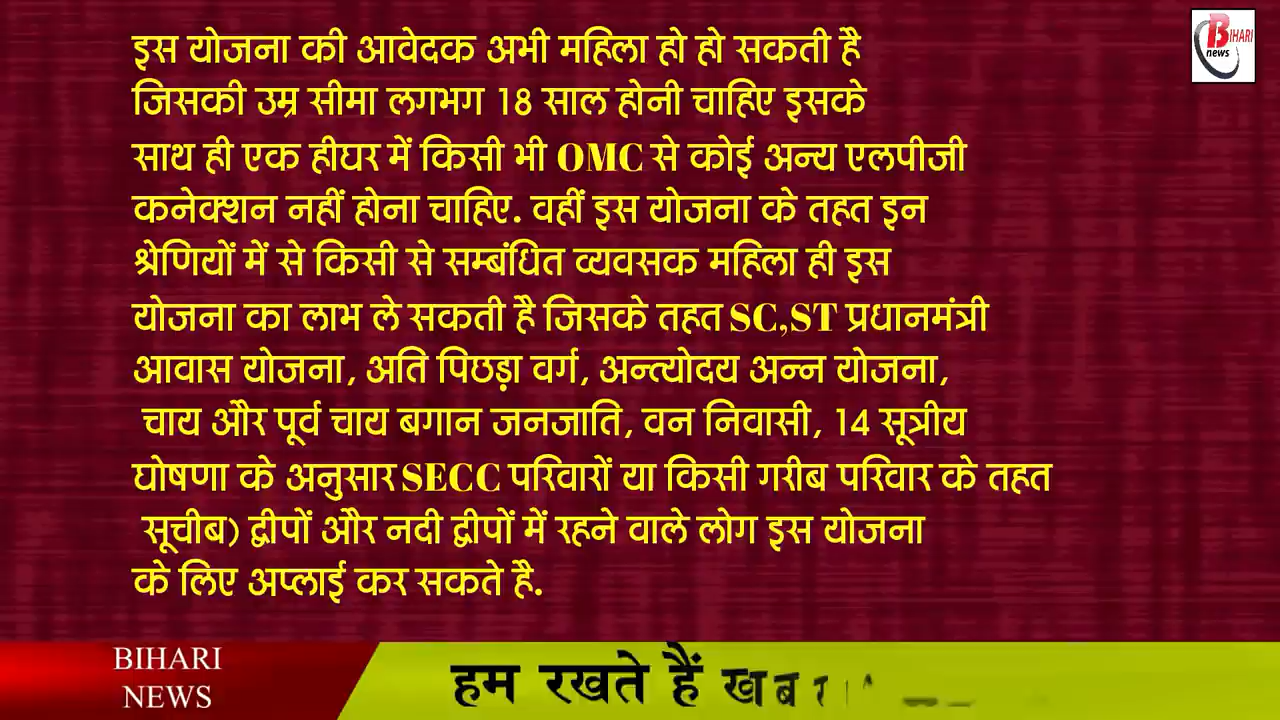 इस योजना की आवेदक अभी महिला हो हो सकती है
जिसकी उम्र सीमा लगभग 18 साल होनी चाहिए इसके
साथ ही एक हीघर में किसी भी OMC से कोई अन्य एलपीजी
कनेक्शन नहीं होना चाहिए. वहीं इस योजना के तहत इन
श्रेणियों में से किसी से सम्बंधित व्यवसक महिला ही इस
योजना का लाभ ले सकती है जिसके तहत SC,ST प्रधानमंत्री
आवास योजना, अति पिछड़ा वर्ग, अन्त्योदय अन्न योजना,
चाय और पूर्व चाय बगान जनजाति, वन निवासी, 14 सूत्रीय
घोषणा के अनुसार SECC परिवारों या किसी गरीब परिवार के तहत
सूचीब) द्वीपों और नदी द्वीपों में रहने वाले लोग इस योजना
के लिए अप्लाई कर सकते है.
BIHARI news
BIHARI
NEWS
हम रखते हैं खब